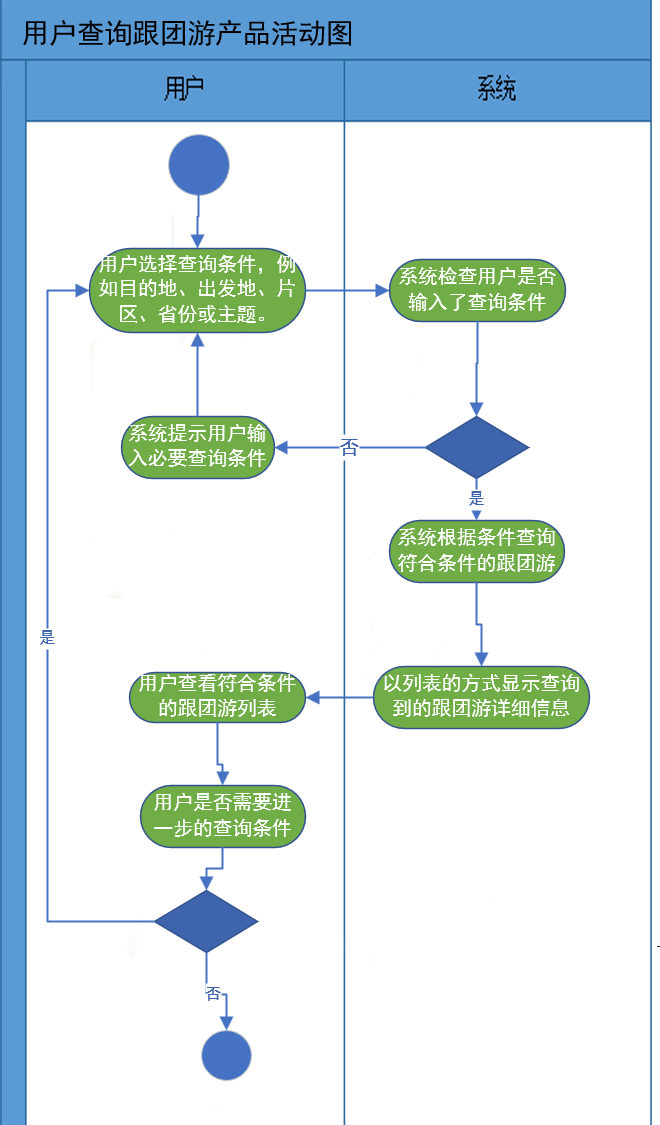 用户查询跟团游产品活动图
用户
系统
用户选择查询条件，例
如目的地、出发地、片
区、省份或主题。
系统检查用户是否
输入了查询条件
系统提示用户输
入必要查询条件
否
是
系统根据条件查询
符合条件的跟团游
是
以列表的方式显示查询
到的跟团游详细信息
用户查看符合条件
的跟团游列表
用户是否需要进
一步的查询条件
否